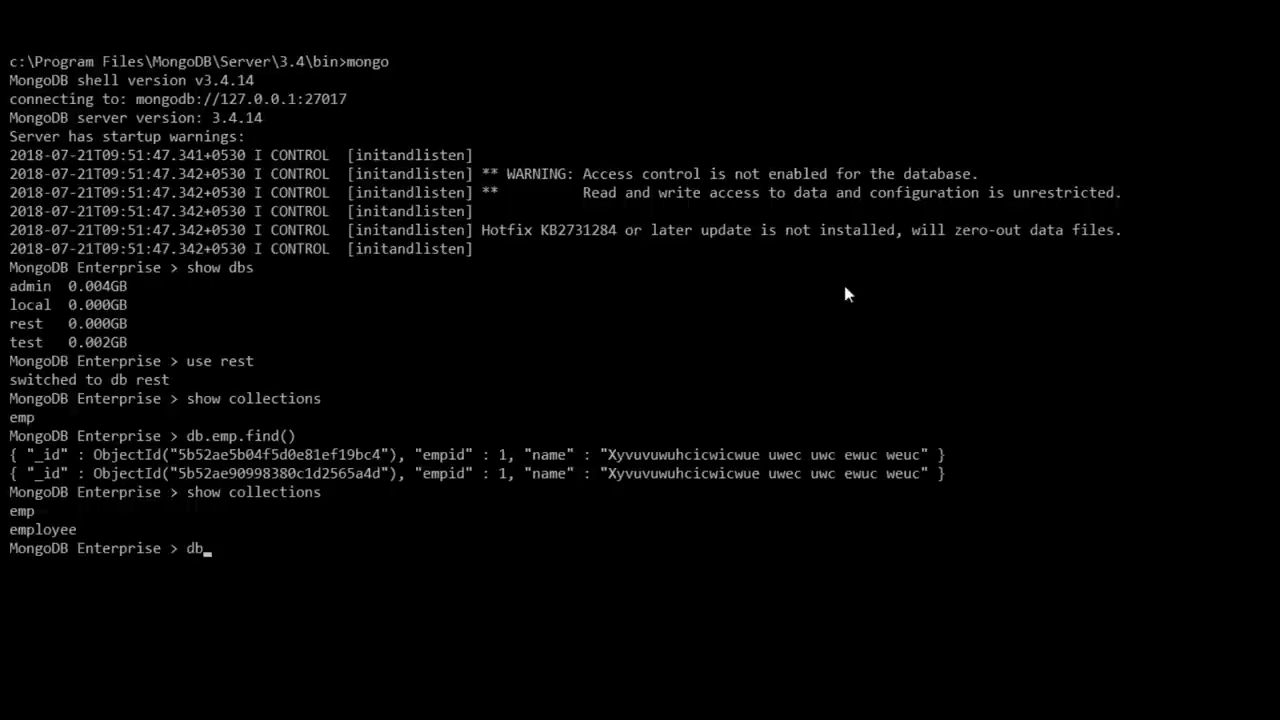 c:\Program Files\MongoDB\Server\3.4\bin>mongo
MongoDB shell version v3.4.14
connecting to: mongodb://127.0.0.1:27017
MongoDB server version: 3.4.14
Server has startup warnings:
2018-07-21T09:51:47.341+0530 I CONTROL  [initandlisten]
2018-07-21T09:51:47.342+0530 I CONTROL  [initandlisten] ** WARNING: Access control is not enabled for the database.
2018-07-21T09:51:47.342+0530 I CONTROL  [initandlisten] **          Read and write access to data and configuration is unrestricted.
2018-07-21T09:51:47.342+0530 I CONTROL  [initandlisten]
2018-07-21T09:51:47.342+0530 I CONTROL  [initandlisten] Hotfix KB2731284 or later update is not installed, will zero-out data files.
2018-07-21T09:51:47.342+0530 I CONTROL  [initandlisten]
MongoDB Enterprise > show dbs
admin  0.004GB
local  0.000GB
rest   0.000GB
test   0.002GB
MongoDB Enterprise > use rest
switched to db rest
MongoDB Enterprise > show collections
emp
MongoDB Enterprise > db.emp.find()
{ "_id" : ObjectId("5b52ae5b04f5d0e81ef19bc4"), "empid" : 1, "name" : "Xyvuvuwuhcicwicwue uwec uwc ewuc weuc" }
{ "_id" : ObjectId("5b52ae90998380c1d2565a4d"), "empid" : 1, "name" : "Xyvuvuwuhcicwicwue uwec uwc ewuc weuc" }
MongoDB Enterprise > show collections
emp
employee
MongoDB Enterprise > db_